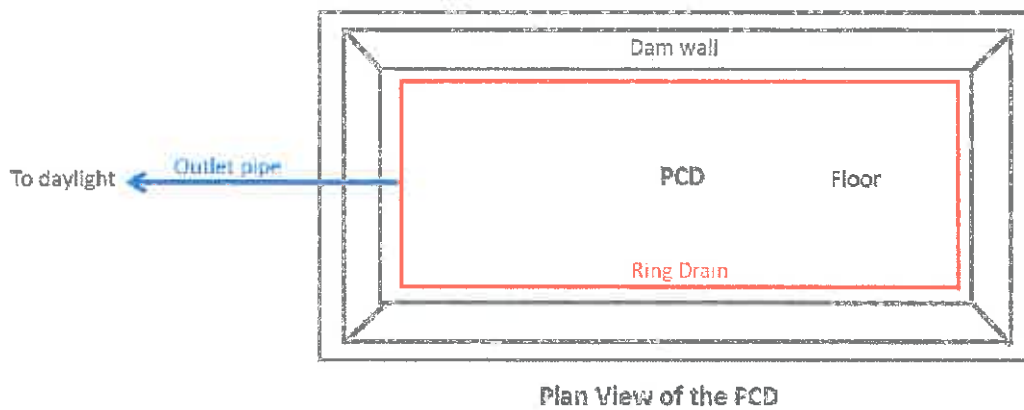 Dam wall
Outlet pipe
To daylight
PCD
Floor
Ring Drain
Plan View of the PCD